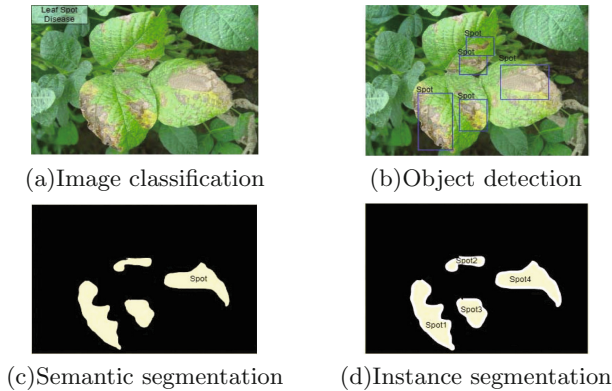 Leaf Spot
Disease
Spot
Spot
Spot
Spot
Spot
(a)Image classification
(b)Object detection
Spot
Spot2
Spot4
Spot3
Spot1
(c)Semantic segmentation
(d)Instance segmentation